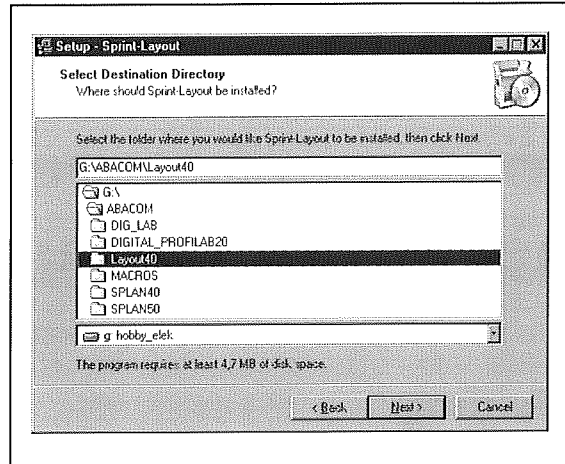 Setup - Sprint-Layout
Select Destination Directory
Where should Sprint-Layout be installed?
Select the folder where you would like Sprint-Layout to be installed, then click Next.
G:\ABACOM\Layout40
G:\
ABACOM
DIG_LAB
DIGITAL_PROFILAB20
Layout40
MACROS
SPLAN40
SPLAN50
g: hobby_elek
The program requires at least 4,7 MB of disk space.
< Back Next > Cancel